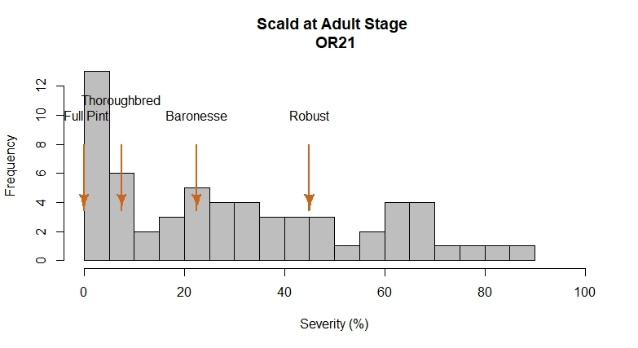 Scald at Adult Stage
OR21
Thoroughbred
Full Pint
Baronesse
Robust
Frequency
12
10
8
6
4
2
0
0
20
40
60
80
100
Severity (%)